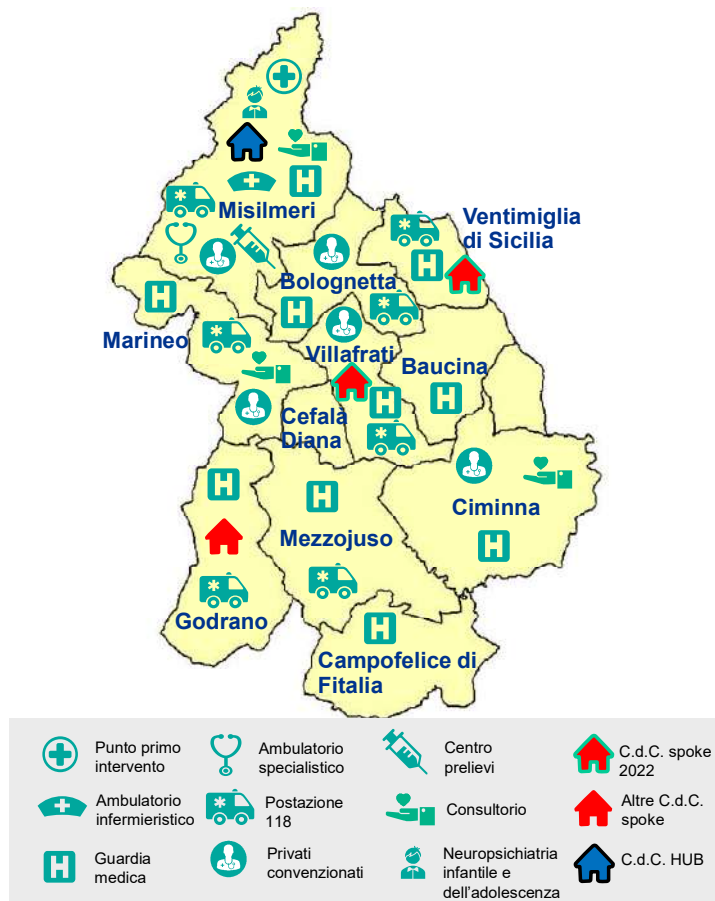 Misilmeri
Ventimiglia
di Sicilia
Bolognetta
Marineo
Villafrati
Baucina
Cefalà
Diana
Ciminna
Mezzojuso
Godrano
Campofelice di
Fitalia
Punto primo
intervento
Ambulatorio
specialistico
Centro
prelievi
C.d.C. spoke
2022
Ambulatorio
infermieristico
Postazione
118
Consultorio
Altre C.d.C.
spoke
Guardia
medica
Privati
convenzionati
Neuropsichiatria
infantile e
dell'adolescenza
C.d.C. HUB